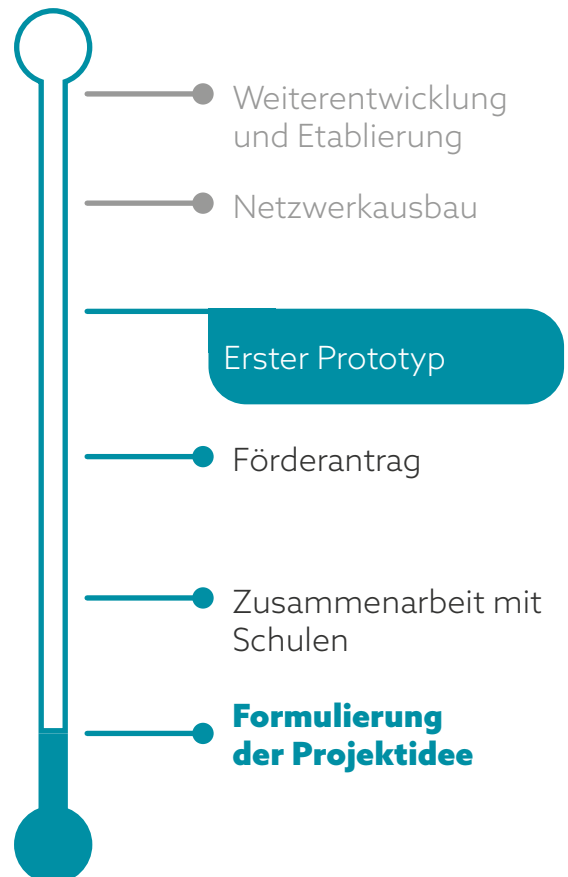 Weiterentwicklung
und Etablierung
Netzwerkausbau
Erster Prototyp
Förderantrag
Zusammenarbeit mit
Schulen
Formulierung
der Projektidee